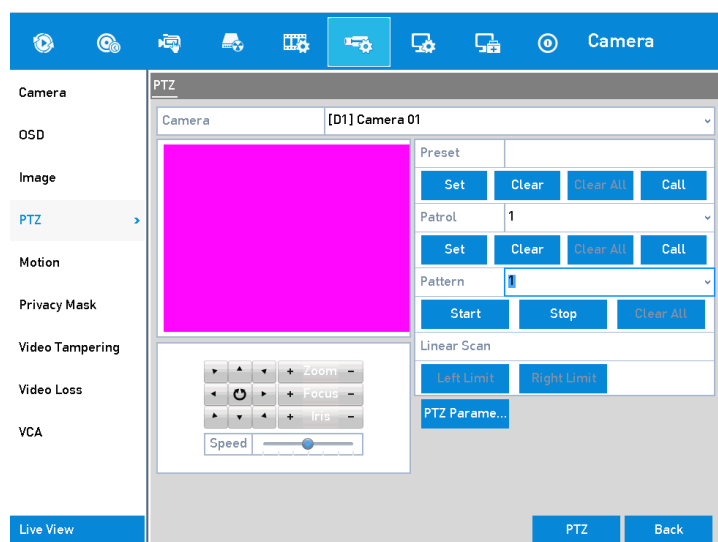 Camera
Camera
OSD
Image
PTZ
Motion
Privacy Mask
Video Tampering
Video Loss
VCA
Live View
PTZ
Camera [D1] Camera 01
Preset
Set Clear Clear All Call
Patrol 1
Set Clear Clear All Call
Pattern 1
Start Stop Clear All
Linear Scan
Left Limit Right Limit
PTZ Parame...
+ Zoom -
+ Focus -
+ Iris -
Speed
PTZ Back